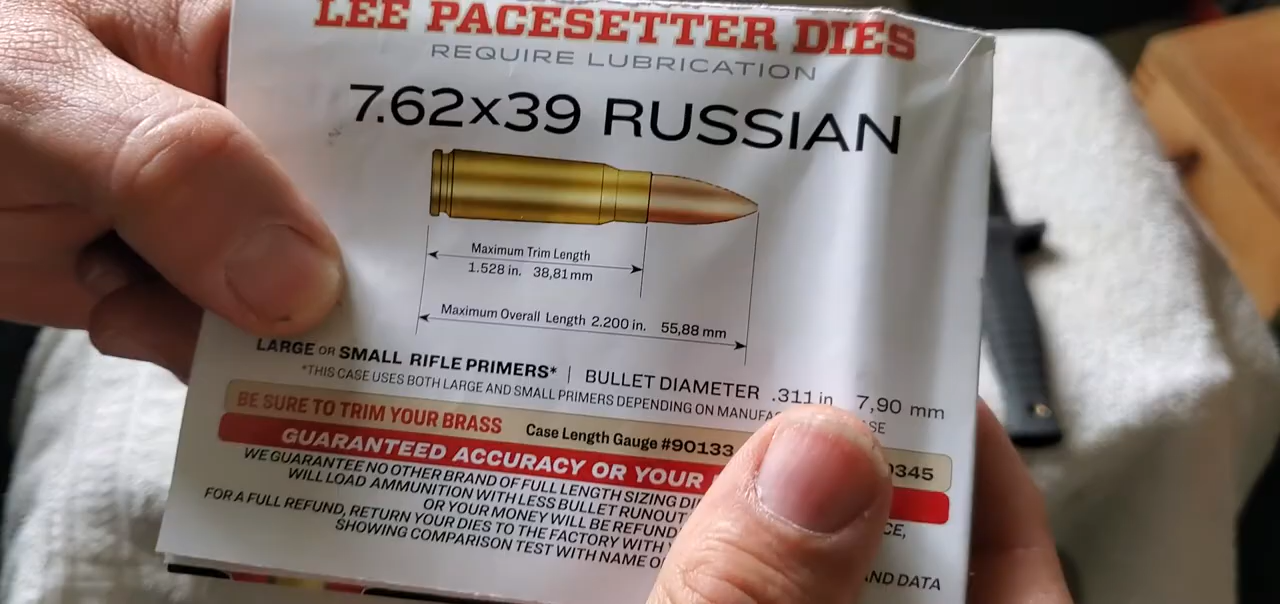 LEE PACESETTER DIES
REQUIRE LUBRICATION
7.62x39 RUSSIAN
Maximum Trim Length
1.528 in. 38,81 mm
Maximum Overall Length 2.200 in. 55,88 mm
LARGE OR SMALL RIFLE PRIMERS* | BULLET DIAMETER .311 in 7,90 mm
*THIS CASE USES BOTH LARGE AND SMALL PRIMERS DEPENDING ON
BE SURE TO TRIM YOUR BRASS Case Length Gauge #90133
GUARANTEED ACCURACY OR YOUR
WE GUARANTEE NO OTHER BRAND OF FULL LENGTH SIZING
WILL LOAD AMMUNITION WITH LESS BULLET RUNOUT
OR YOUR MONEY WILL BE
FOR A FULL REFUND, RETURN YOUR DIES TO THE FACTORY WITH
SHOWING COMPARISON TEST WITH NAME AND DATA